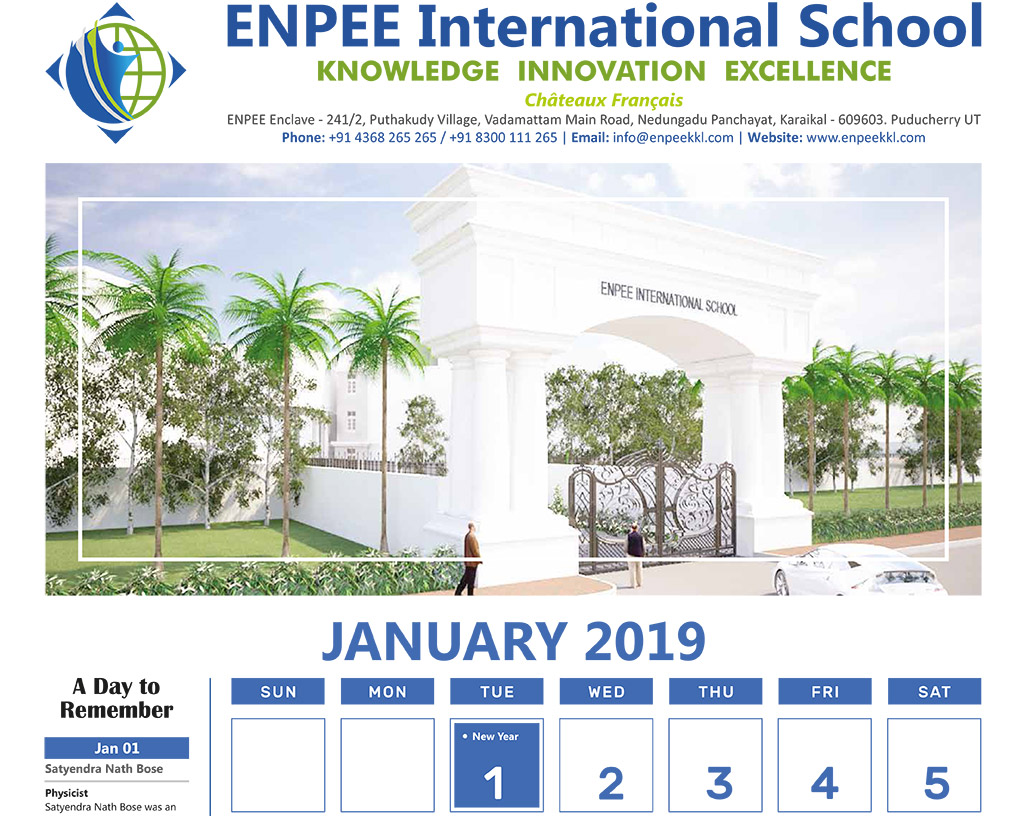 ENPEE International School
KNOWLEDGE INNOVATION EXCELLENCE
Châteaux Français
ENPEE Enclave - 241/2, Puthakudy Village, Vadamattam Main Road, Nedungadu Panchayat, Karaikal - 609603. Puducherry UT
Phone: +91 4368 265 265 / +91 8300 111 265 | Email: info@enpeekkl.com | Website: www.enpeekkl.com
ENPEE INTERNATIONAL SCHOOL
JANUARY 2019
A Day to
Remember
Jan 01
Satyendra Nath Bose
Physicist
Satyendra Nath Bose was an
SUN MON TUE WED THU FRI SAT
• New Year
1 2 3 4 5